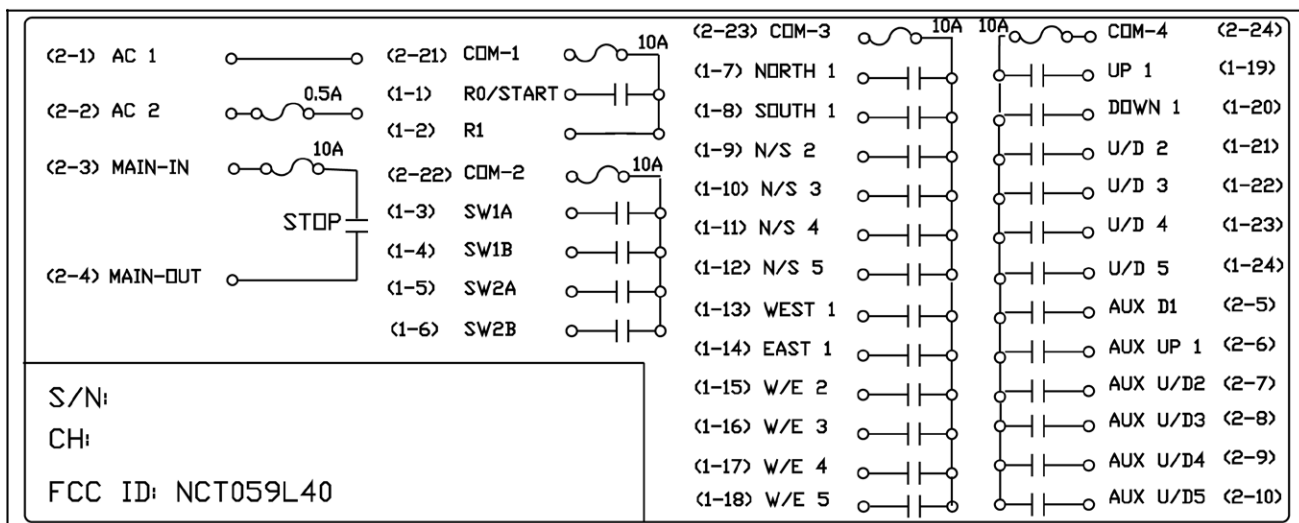 (2-1) AC 1
(2-2) AC 2 0.5A
(2-3) MAIN-IN 10A
STOP
(2-4) MAIN-OUT
(2-21) COM-1 10A
(1-1) R0/START
(1-2) R1
(2-22) COM-2 10A
(1-3) SW1A
(1-4) SW1B
(1-5) SW2A
(1-6) SW2B
(2-23) COM-3 10A
(1-7) NORTH 1
(1-8) SOUTH 1
(1-9) N/S 2
(1-10) N/S 3
(1-11) N/S 4
(1-12) N/S 5
(1-13) WEST 1
(1-14) EAST 1
(1-15) W/E 2
(1-16) W/E 3
(1-17) W/E 4
(1-18) W/E 5
10A COM-4 (2-24)
UP 1 (1-19)
DOWN 1 (1-20)
U/D 2 (1-21)
U/D 3 (1-22)
U/D 4 (1-23)
U/D 5 (1-24)
AUX D1 (2-5)
AUX UP 1 (2-6)
AUX U/D2 (2-7)
AUX U/D3 (2-8)
AUX U/D4 (2-9)
AUX U/D5 (2-10)
S/N:
CH:
FCC ID: NCT059L40